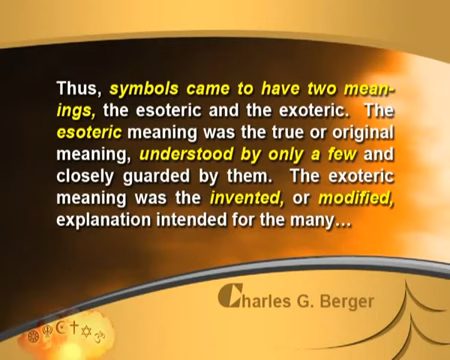 Thus, symbols came to have two mean-
ings, the esoteric and the exoteric.  The
esoteric meaning was the true or original
meaning, understood by only a few and
closely guarded by them.  The exoteric
meaning was the invented, or modified,
explanation intended for the many...
Charles G. Berger